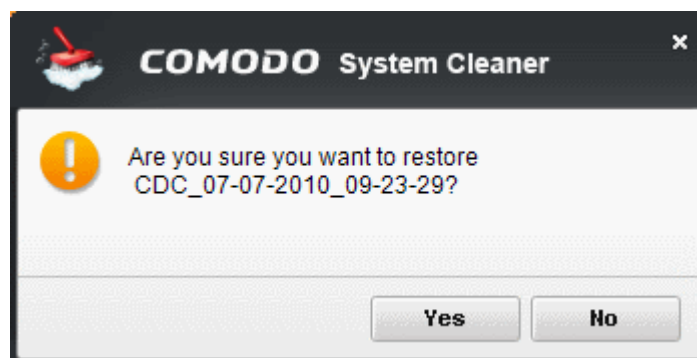 COMODO System Cleaner
Are you sure you want to restore
CDC_07-07-2010_09-23-29?
Yes No